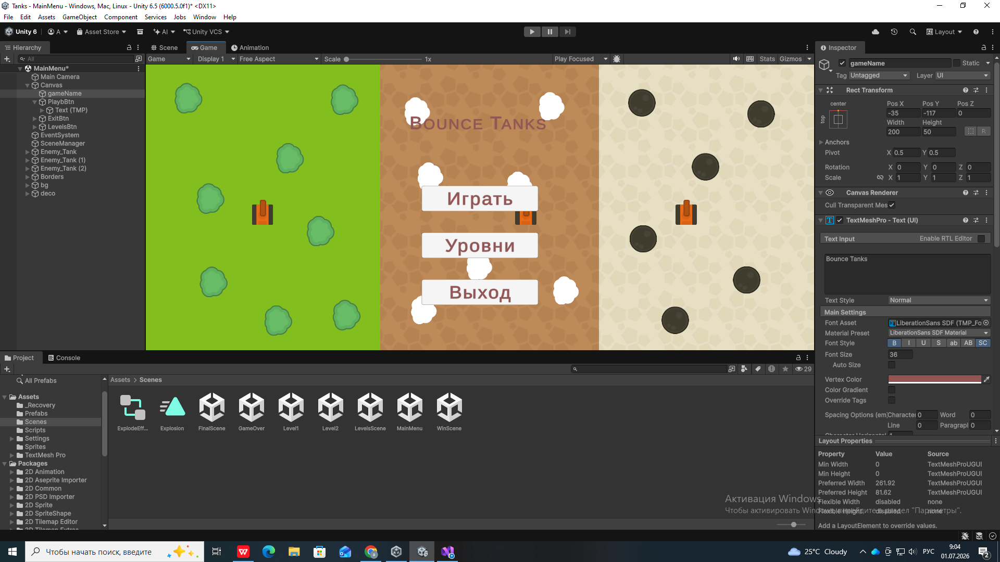 Tanks - MainMenu - Windows, Mac, Linux - Unity 6.5 (6000.5.0f1)* <DX11>
File Edit Assets GameObject Component Services Jobs Window Help
Unity 6 A Asset Store AI Unity VCS Layout
Hierarchy
All
MainMenu*
Main Camera
Canvas
gameName
PlaybBtn
Text (TMP)
ExitBtn
LevelsBtn
EventSystem
SceneManager
Enemy_Tank
Enemy_Tank (1)
Enemy_Tank (2)
Borders
bg
deco
Scene Game Animation
Game Display 1 Free Aspect Scale 1x Play Focused Stats Gizmos
Bounce Tanks
Играть
Уровни
Выход
Inspector
gameName Static
Tag Untagged Layer UI
Rect Transform
center Pos X Pos Y Pos Z
top -35 -117 0
Width Height
200 50 R
Anchors
Pivot X 0.5 Y 0.5
Rotation X 0 Y 0 Z 0
Scale X 1 Y 1 Z 1
Canvas Renderer
Cull Transparent Mes
TextMeshPro - Text (UI)
Text Input Enable RTL Editor
Bounce Tanks
Text Style Normal
Main Settings
Font Asset LiberationSans SDF (TMP_Fo
Material Preset LiberationSans SDF Material
Font Style B I U S ab AB SC
Font Size 36
Auto Size
Vertex Color
Color Gradient
Override Tags
Spacing Options (em) Character 0 Word 0
Line 0 Paragrapl 0
Layout Properties
Property Value Source
Min Width 0 TextMeshProUGUI
Min Height 0 TextMeshProUGUI
Preferred Width 261.92 TextMeshProUGUI
Preferred Height 81.62 TextMeshProUGUI
Flexible Width disabled none
Flexible Height disabled none
Add a LayoutElement to override values.
Project Console
29
All Prefabs
Assets
_Recovery
Prefabs
Scenes
Scripts
Settings
Sprites
TextMesh Pro
Packages
2D Animation
2D Aseprite Importer
2D Common
2D PSD Importer
2D Sprite
2D SpriteShape
2D Tilemap Editor
2D Tilemap Extras
Assets > Scenes
ExplodeEff... Explosion FinalScene GameOver Level1 Level2 LevelsScene MainMenu WinScene
Активация Windows
Чтобы активировать Windows, перейдите в раздел "Параметры".
Чтобы начать поиск, введите
25°C Cloudy
РУС
9:04
01.07.2026
2